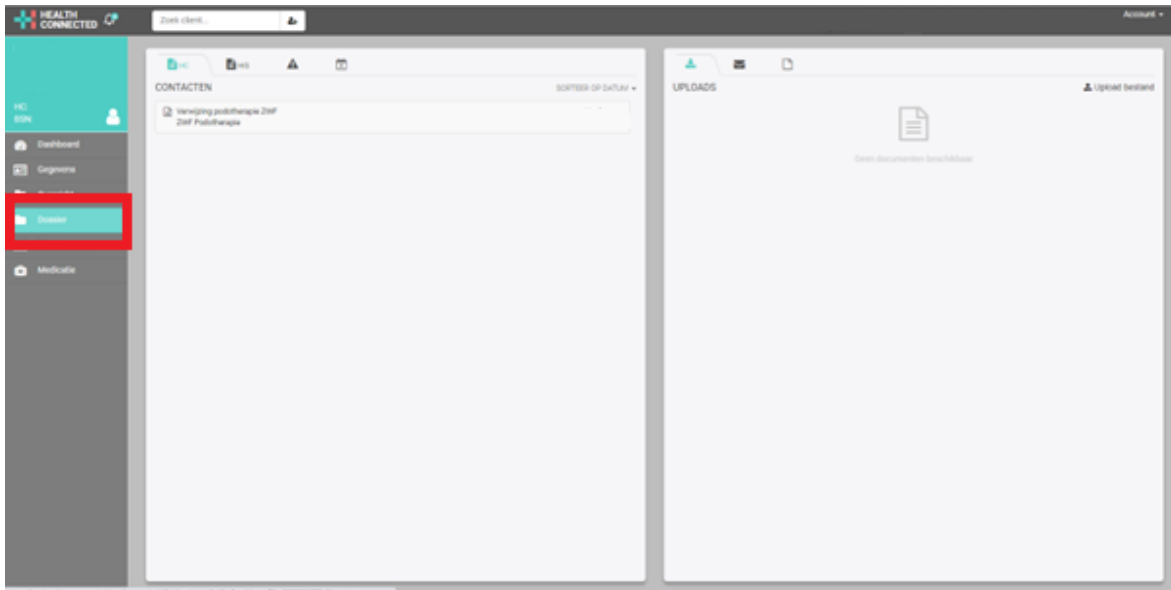 HEALTH
CONNECTED
Zoek client...
Account
HC:
BSN:
Dashboard
Gegevens
Dossier
Medicatie
HC
HIS
CONTACTEN
SORTEER OP DATUM
Verwijzing podotherapie ZWF
ZWF Podotherapie
UPLOADS
Upload bestand
Geen documenten beschikbaar